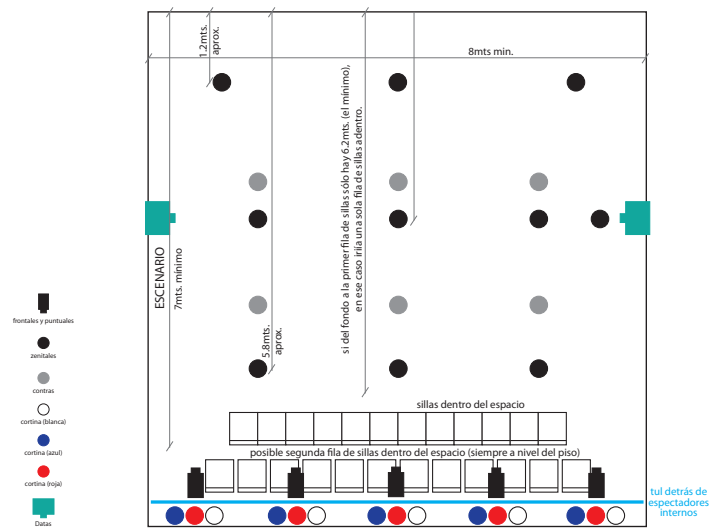 1.2mts.
aprox.
8mts min.
si del fondo a la primer fila de sillas sólo hay 6.2mts. (el mínimo),
en ese caso iriía una sola fila de sillas adentro.
ESCENARIO
7mts. mínimo
5.8mts.
aprox.
sillas dentro del espacio
posible segunda fila de sillas dentro del espacio (siempre a nivel del piso)
tul detrás de
espectadores
internos
frontales y puntuales
zenitales
contras
cortina (blanca)
cortina (azul)
cortina (roja)
Datas